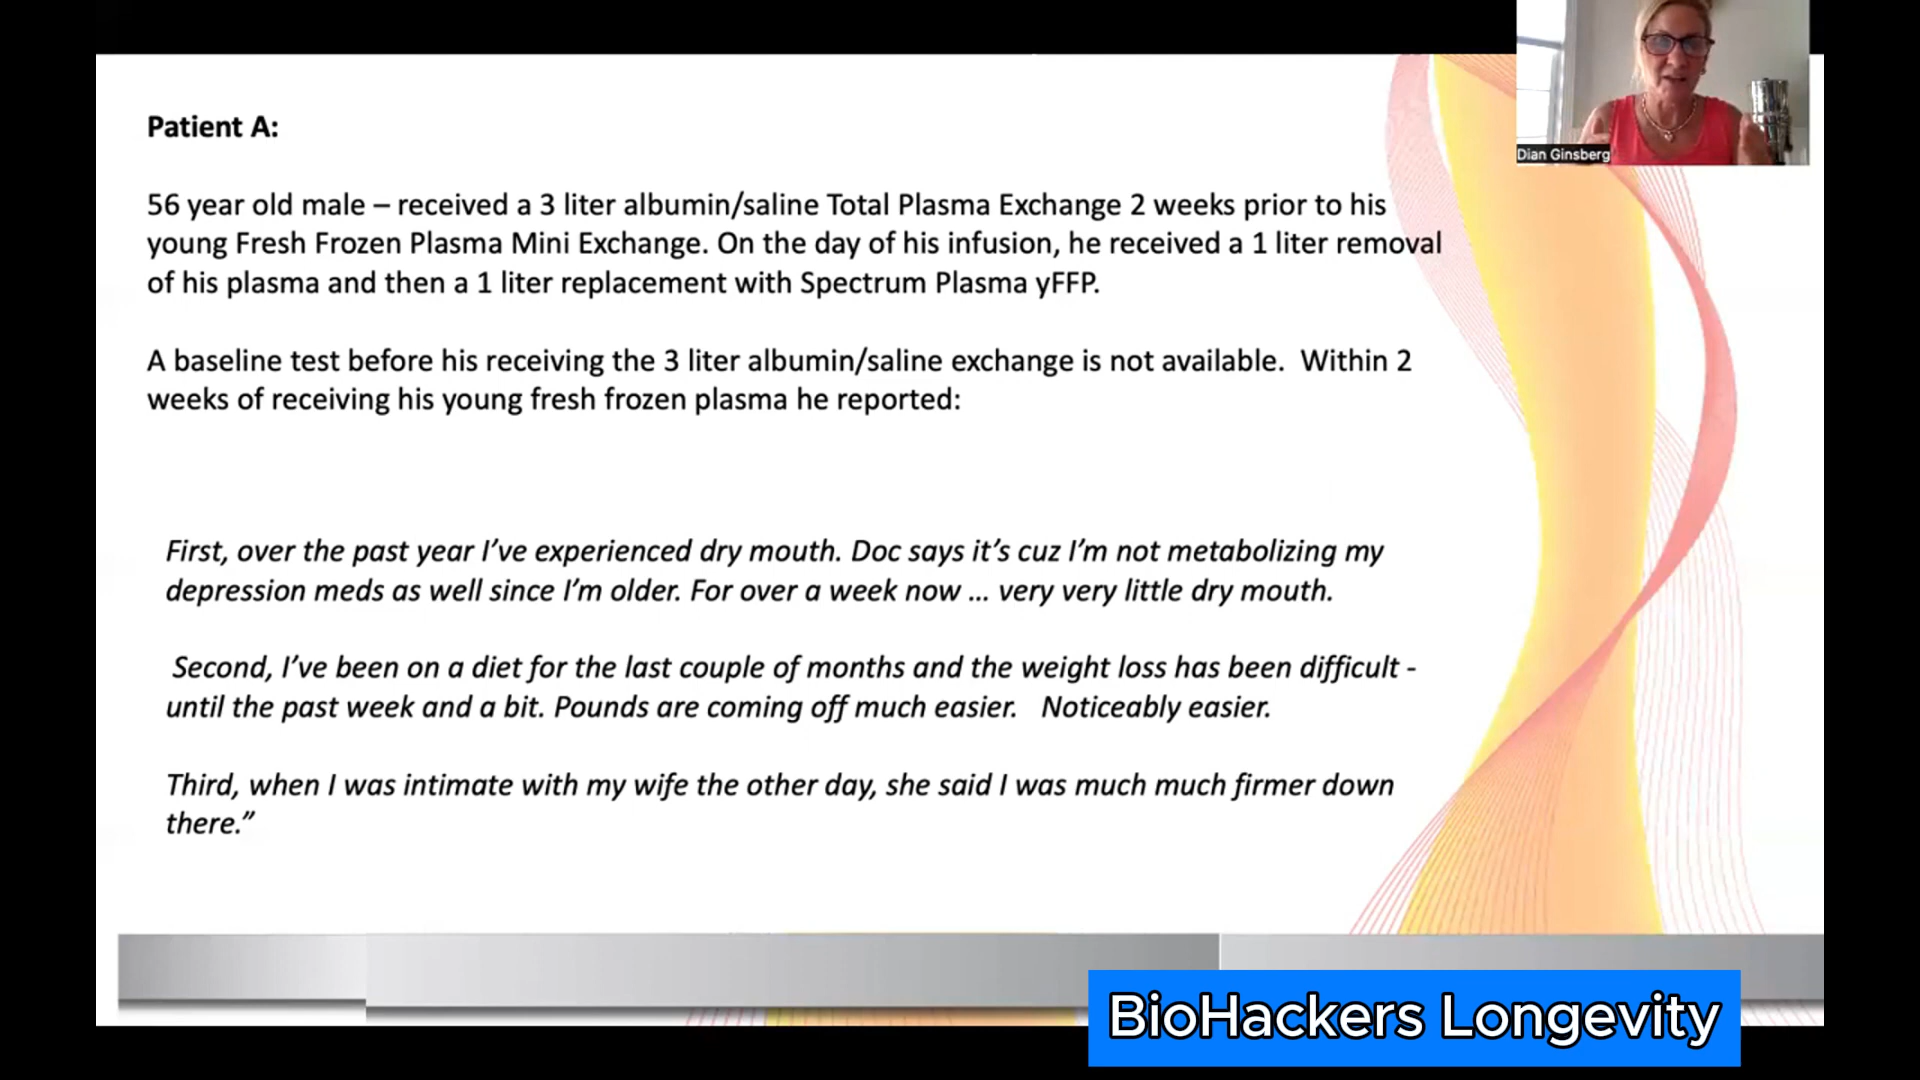 Dian Ginsberg
Patient A:
56 year old male – received a 3 liter albumin/saline Total Plasma Exchange 2 weeks prior to his
young Fresh Frozen Plasma Mini Exchange. On the day of his infusion, he received a 1 liter removal
of his plasma and then a 1 liter replacement with Spectrum Plasma yFFP.
A baseline test before his receiving the 3 liter albumin/saline exchange is not available.  Within 2
weeks of receiving his young fresh frozen plasma he reported:
First, over the past year I’ve experienced dry mouth. Doc says it’s cuz I’m not metabolizing my
depression meds as well since I’m older. For over a week now … very very little dry mouth.
Second, I’ve been on a diet for the last couple of months and the weight loss has been difficult -
until the past week and a bit. Pounds are coming off much easier.   Noticeably easier.
Third, when I was intimate with my wife the other day, she said I was much much firmer down
there.”
BioHackers Longevity